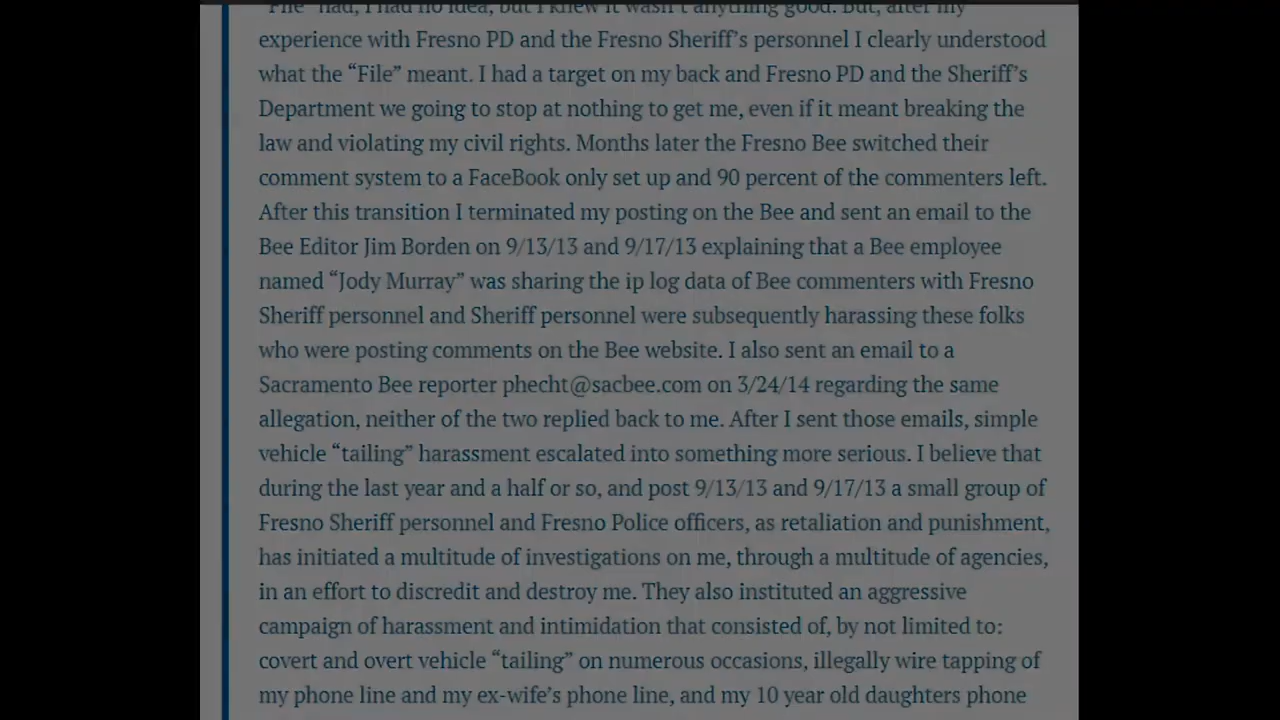 "File" had, I had no idea, but I knew it wasn't anything good. But, after my
experience with Fresno PD and the Fresno Sheriff's personnel I clearly understood
what the "File" meant. I had a target on my back and Fresno PD and the Sheriff's
Department we going to stop at nothing to get me, even if it meant breaking the
law and violating my civil rights. Months later the Fresno Bee switched their
comment system to a FaceBook only set up and 90 percent of the commenters left.
After this transition I terminated my posting on the Bee and sent an email to the
Bee Editor Jim Borden on 9/13/13 and 9/17/13 explaining that a Bee employee
named "Jody Murray" was sharing the ip log data of Bee commenters with Fresno
Sheriff personnel and Sheriff personnel were subsequently harassing these folks
who were posting comments on the Bee website. I also sent an email to a
Sacramento Bee reporter phecht@sacbee.com on 3/24/14 regarding the same
allegation, neither of the two replied back to me. After I sent those emails, simple
vehicle "tailing" harassment escalated into something more serious. I believe that
during the last year and a half or so, and post 9/13/13 and 9/17/13 a small group of
Fresno Sheriff personnel and Fresno Police officers, as retaliation and punishment,
has initiated a multitude of investigations on me, through a multitude of agencies,
in an effort to discredit and destroy me. They also instituted an aggressive
campaign of harassment and intimidation that consisted of, by not limited to:
covert and overt vehicle "tailing" on numerous occasions, illegally wire tapping of
my phone line and my ex-wife's phone line, and my 10 year old daughters phone